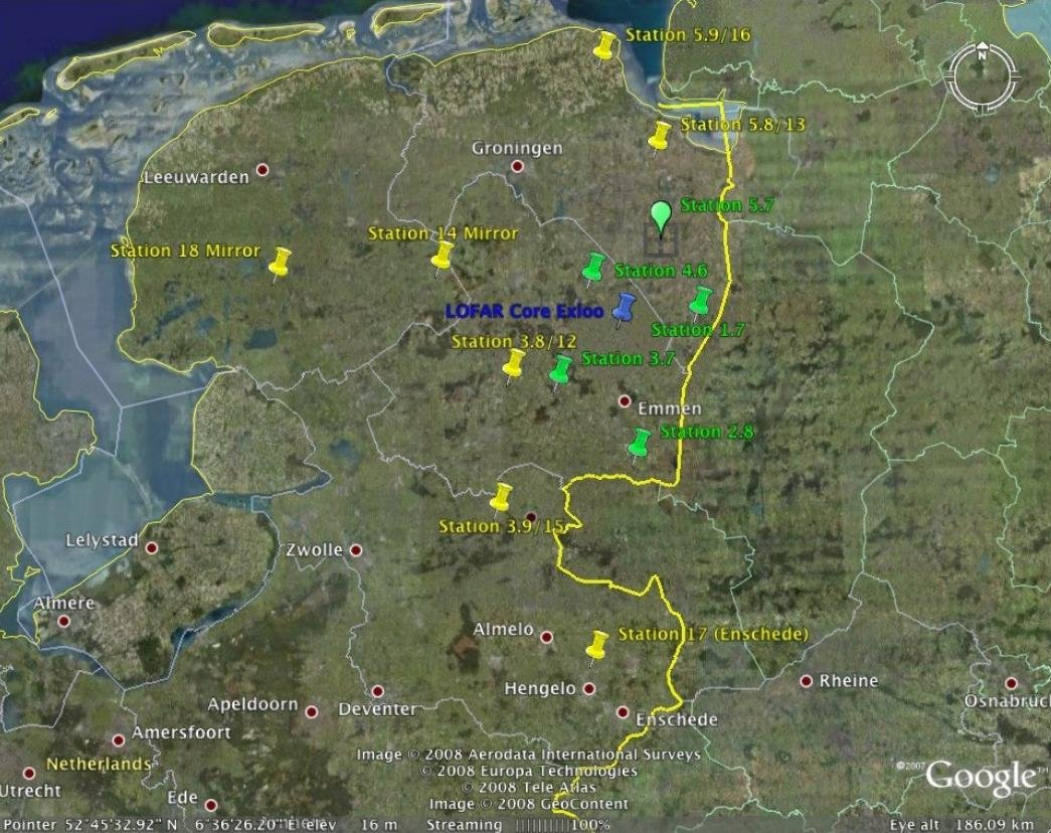 Station 5.9/16
N
Station 5.8/13
Groningen
Leeuwarden
Station 5.7
Station 14 Mirror
Station 18 Mirror
Station 4.6
LOFAR Core Exloo
Station 1.7
Station 3.8/12
Station 3.7
Emmen
Station 2.8
Station 3.9/15
Lelystad
Zwolle
Almere
Almelo
Station 17 (Enschede)
Hengelo
Rheine
Osnabrüc
Apeldoorn
Deventer
Enschede
Amersfoort
Netherlands
Utrecht
Ede
Image © 2008 Aerodata International Surveys
© 2008 Europa Technologies
© 2008 Tele Atlas
Image © 2008 GeoContent
©2007 Google™
Pointer 52°45'32.92" N 6°36'26.20" E elev 16 m Streaming ||||||||| 100% Eye alt 186.09 km